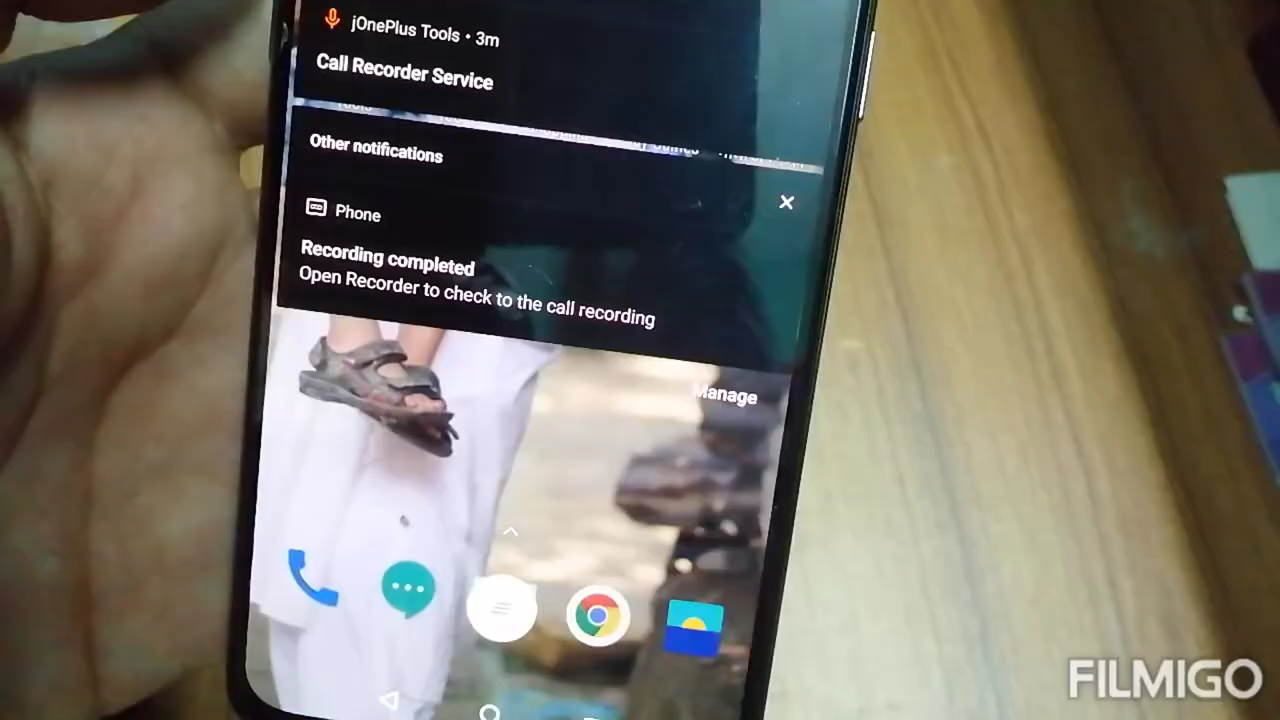 jOnePlus Tools • 3m
Call Recorder Service
Other notifications
Phone
Recording completed
Open Recorder to check to the call recording
Manage
FILMIGO